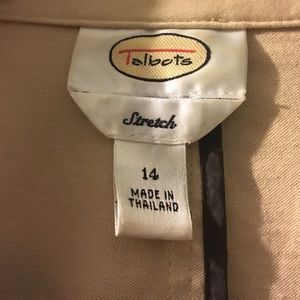 Talbots
Stretch
14
MADE IN
THAILAND